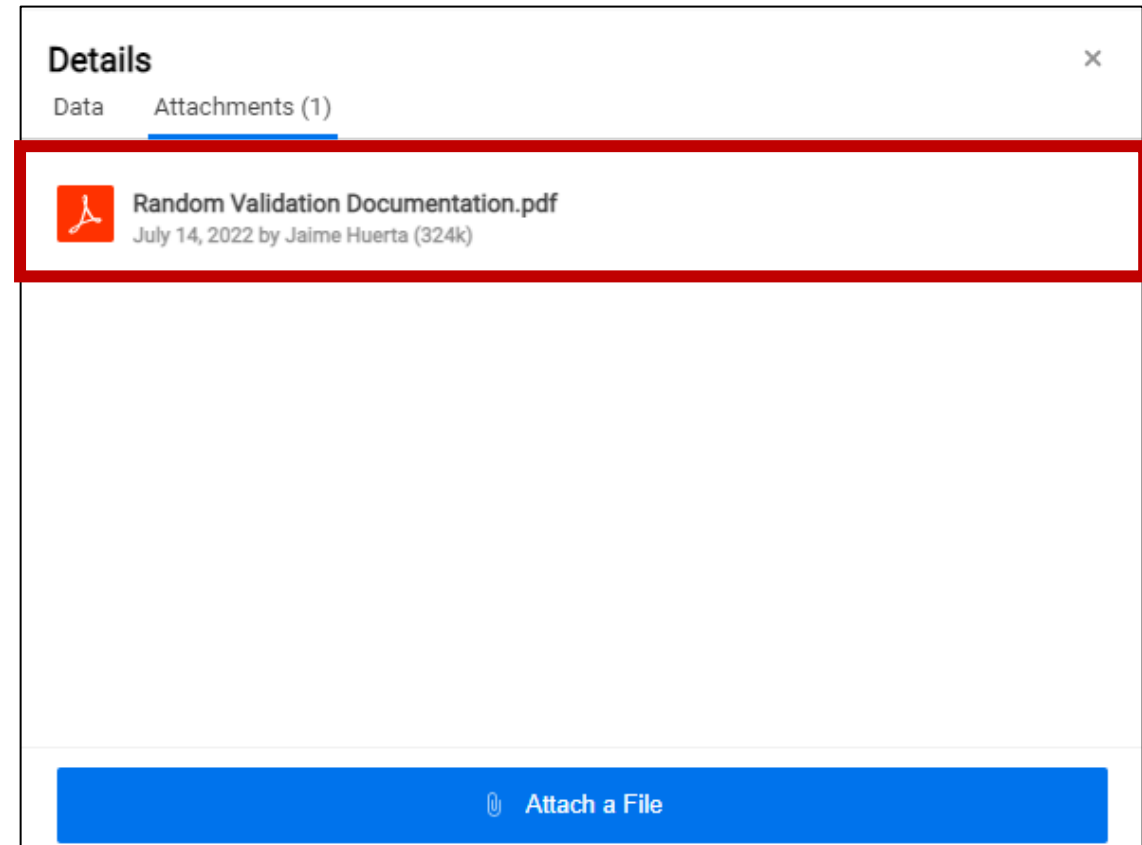 Details
Data Attachments (1)
Random Validation Documentation.pdf
July 14, 2022 by Jaime Huerta (324k)
Attach a File